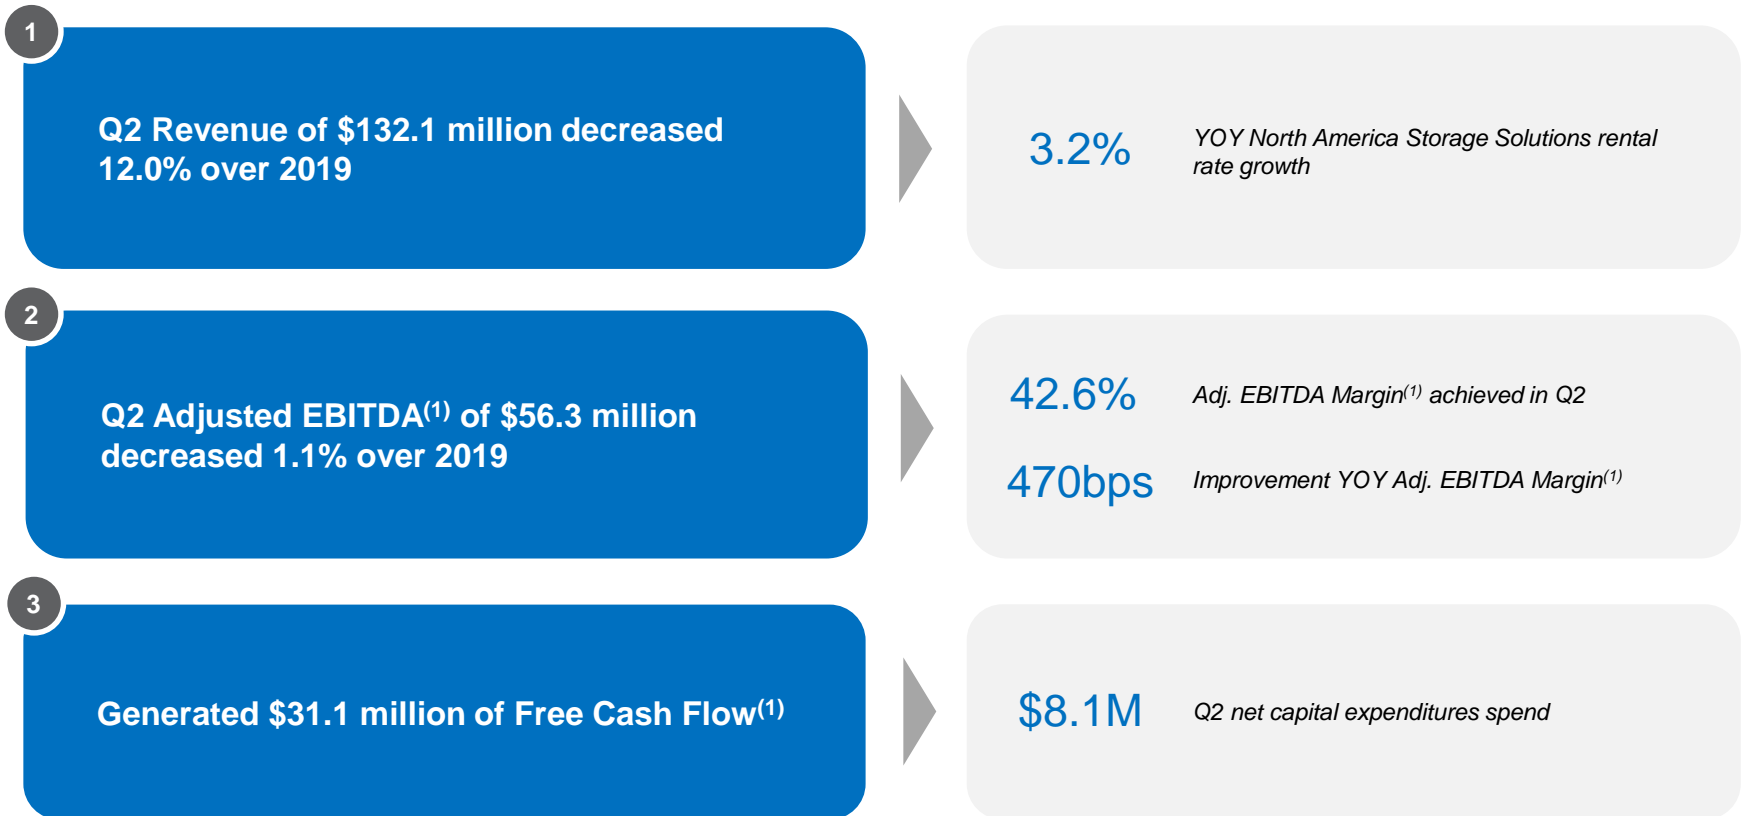 1
Q2 Revenue of $132.1 million decreased
12.0% over 2019
3.2%
YOY North America Storage Solutions rental
rate growth
2
Q2 Adjusted EBITDA(1) of $56.3 million
decreased 1.1% over 2019
42.6%
Adj. EBITDA Margin(1) achieved in Q2
470bps
Improvement YOY Adj. EBITDA Margin(1)
3
Generated $31.1 million of Free Cash Flow(1)
$8.1M
Q2 net capital expenditures spend